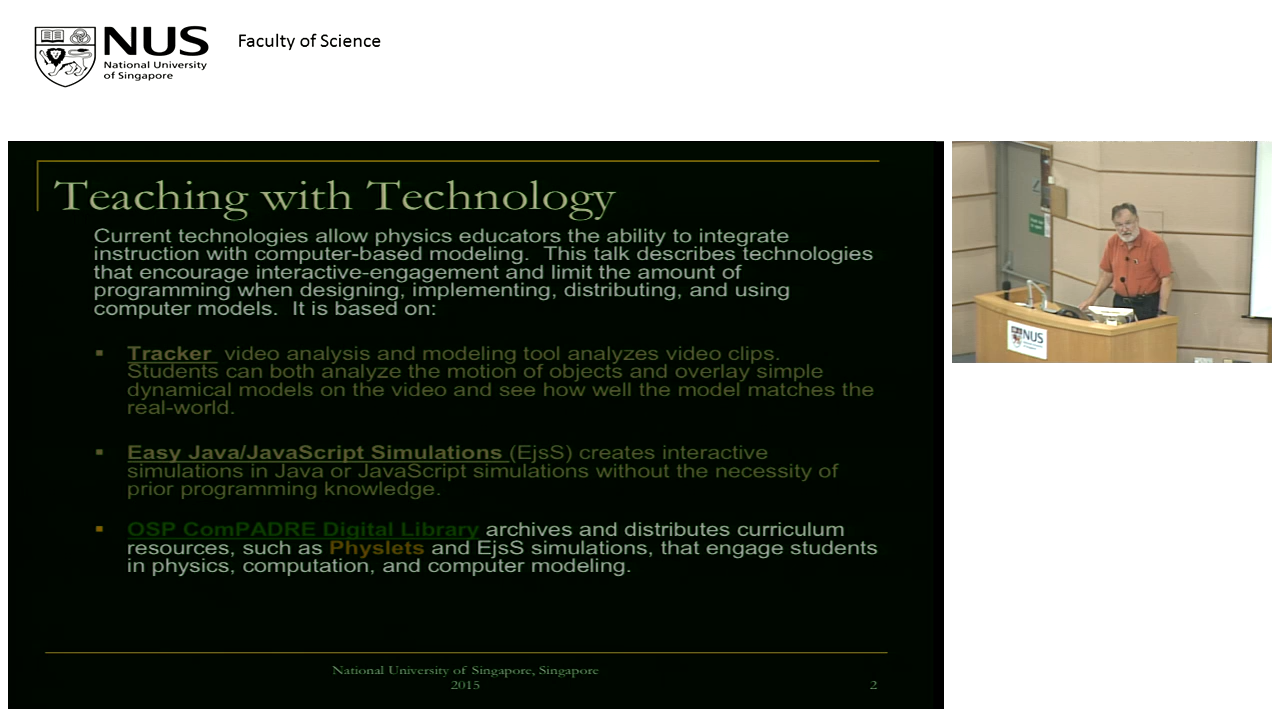 NUS
National University
of Singapore
Faculty of Science
Teaching with Technology
Current technologies allow physics educators the ability to integrate
instruction with computer-based modeling. This talk describes technologies
that encourage interactive-engagement and limit the amount of
programming when designing, implementing, distributing, and using
computer models. It is based on:
▪ Tracker video analysis and modeling tool analyzes video clips.
Students can both analyze the motion of objects and overlay simple
dynamical models on the video and see how well the model matches the
real-world.
▪ Easy Java/JavaScript Simulations (EjsS) creates interactive
simulations in Java or JavaScript simulations without the necessity of
prior programming knowledge.
▪ OSP ComPADRE Digital Library archives and distributes curriculum
resources, such as Physlets and EjsS simulations, that engage students
in physics, computation, and computer modeling.
National University of Singapore, Singapore
2015
2
NUS